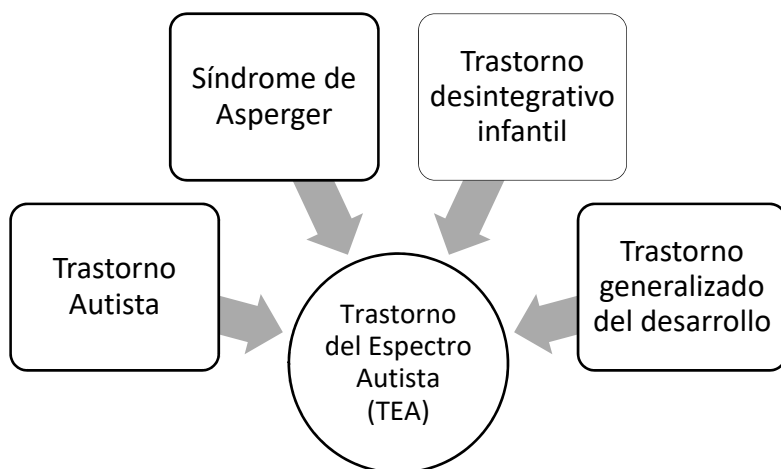 Síndrome de
Asperger
Trastorno
desintegrativo
infantil
Trastorno
Autista
Trastorno
generalizado
del desarrollo
Trastorno
del Espectro
Autista
(TEA)